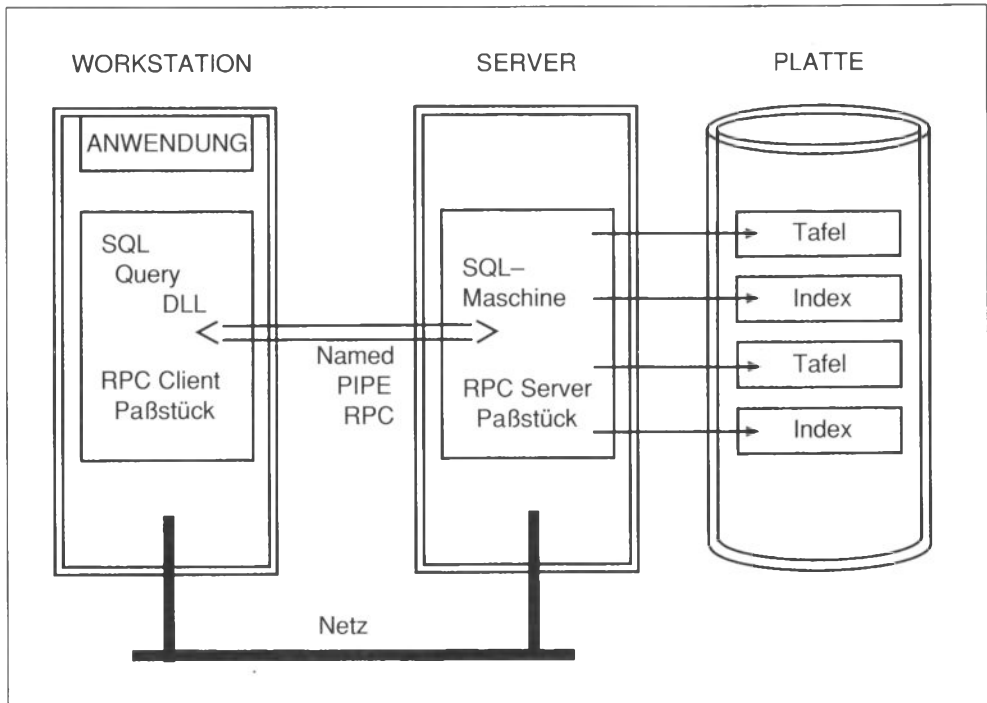 WORKSTATION
SERVER
PLATTE
ANWENDUNG
SQL
Query
DLL
RPC Client
Paßstück
Named
PIPE
RPC
SQL–
Maschine
RPC Server
Paßstück
Tafel
Index
Tafel
Index
Netz